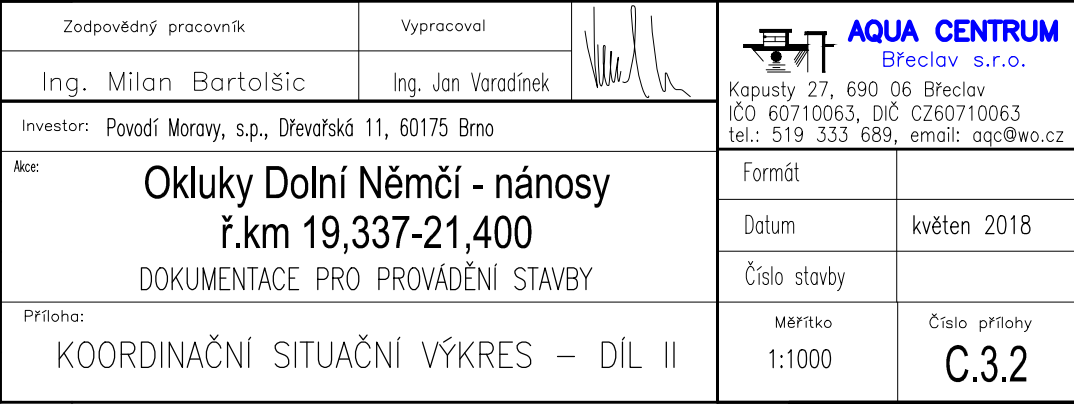 Zodpovědný pracovník
Vypracoval
Ing. Milan Bartolšic
Ing. Jan Varadínek
AQUA CENTRUM
Břeclav s.r.o.
Kapusty 27, 690 06 Břeclav
IČO 60710063, DIČ CZ60710063
tel.: 519 333 689, email: aqc@wo.cz
Investor: Povodí Moravy, s.p., Dřevařská 11, 60175 Brno
Akce:
Okluky Dolní Němčí - nánosy
ř.km 19,337-21,400
DOKUMENTACE PRO PROVÁDĚNÍ STAVBY
Formát
Datum
květen 2018
Číslo stavby
Příloha:
KOORDINAČNÍ SITUAČNÍ VÝKRES – DÍL II
Měřítko
1:1000
Číslo přílohy
C.3.2